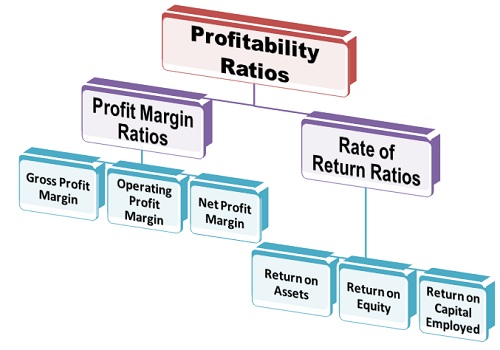 Profitability
Ratios
Profit Margin
Ratios
Rate of
Return Ratios
Gross Profit
Margin
Operating
Profit
Margin
Net Profit
Margin
Return on
Assets
Return on
Equity
Return on
Capital
Employed